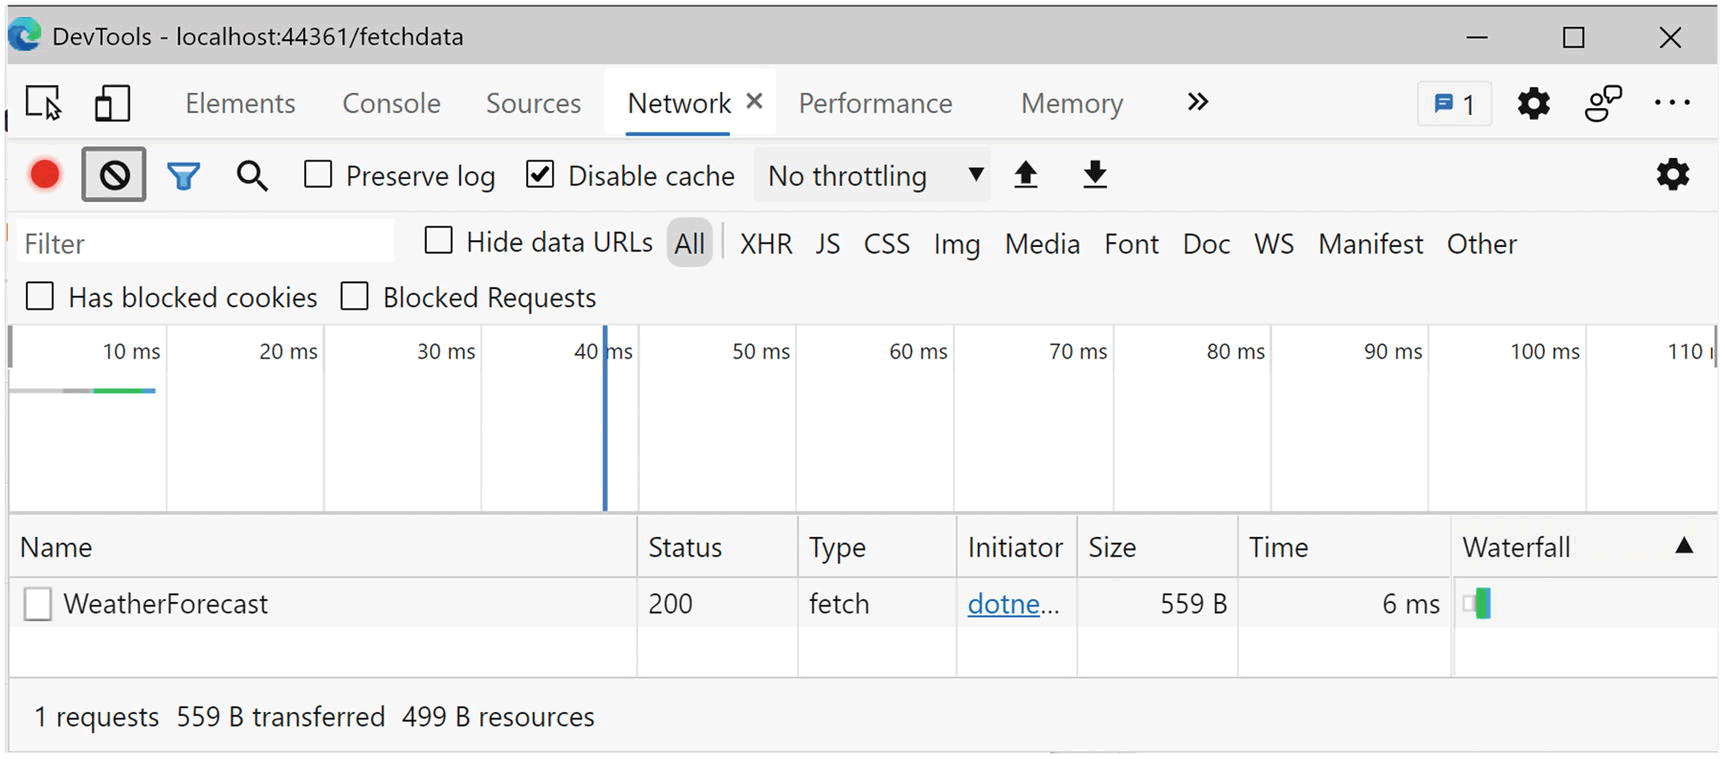 DevTools - localhost:44361/fetchdata
Elements Console Sources Network Performance Memory 1
Preserve log Disable cache No throttling
Filter Hide data URLs All XHR JS CSS Img Media Font Doc WS Manifest Other
Has blocked cookies Blocked Requests
10 ms 20 ms 30 ms 40 ms 50 ms 60 ms 70 ms 80 ms 90 ms 100 ms 110
Name Status Type Initiator Size Time Waterfall
WeatherForecast 200 fetch dotne... 559 B 6 ms
1 requests 559 B transferred 499 B resources